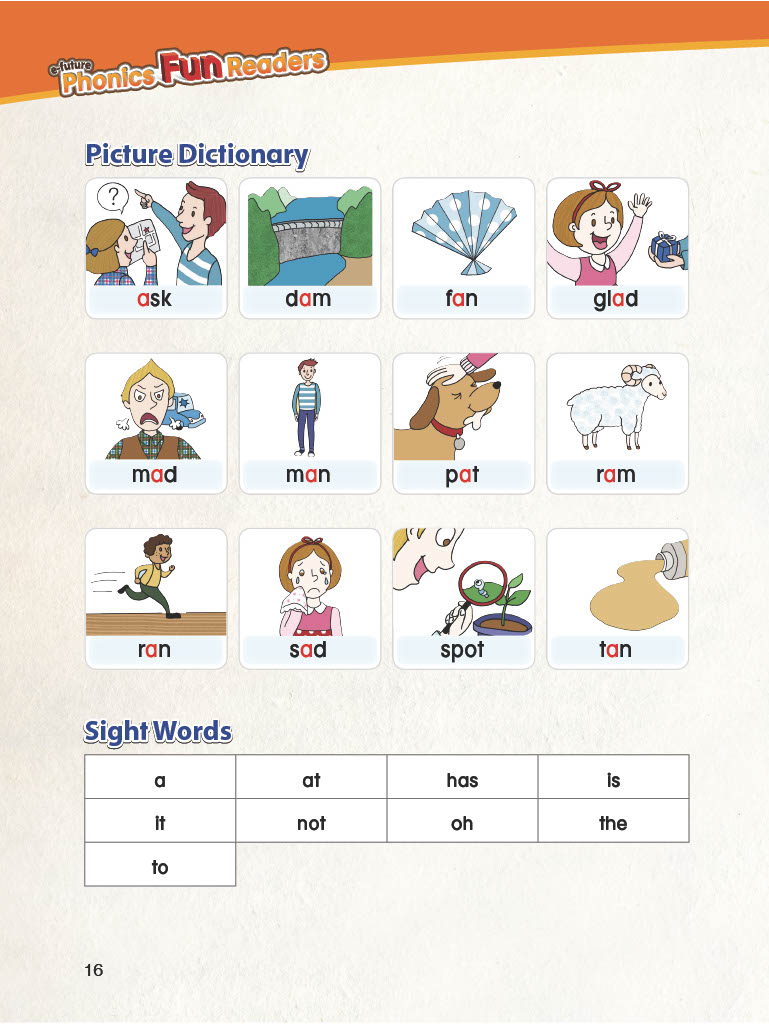 e-future
Phonics Fun Readers
Picture Dictionary
?
ask dam fan glad
mad man pat ram
ran sad spot tan
Sight Words
a at has is
it not oh the
to
16